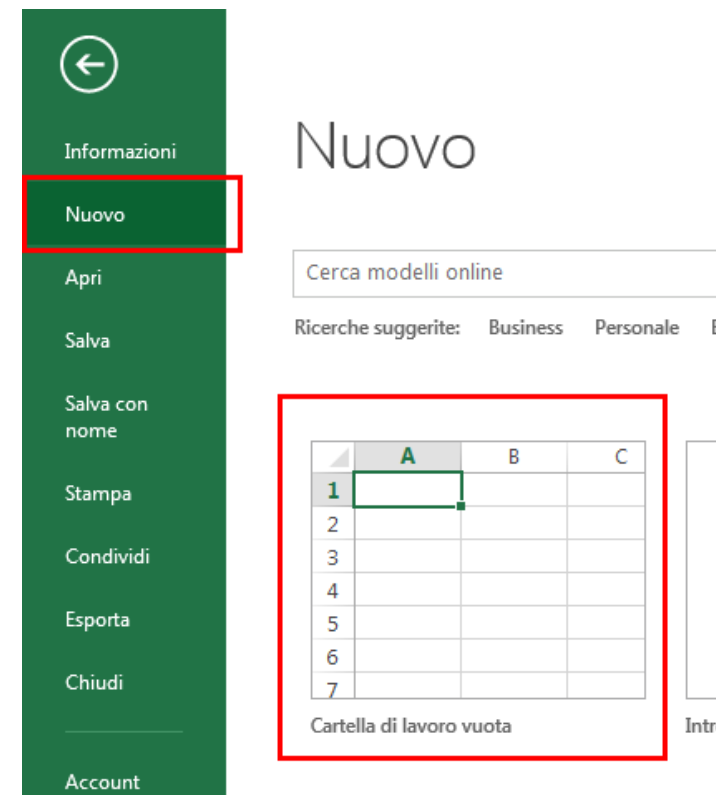 Informazioni
Nuovo
Apri
Salva
Salva con
nome
Stampa
Condividi
Esporta
Chiudi
Account
Nuovo
Cerca modelli online
Ricerche suggerite: Business Personale
A B C
1
2
3
4
5
6
7
Cartella di lavoro vuota